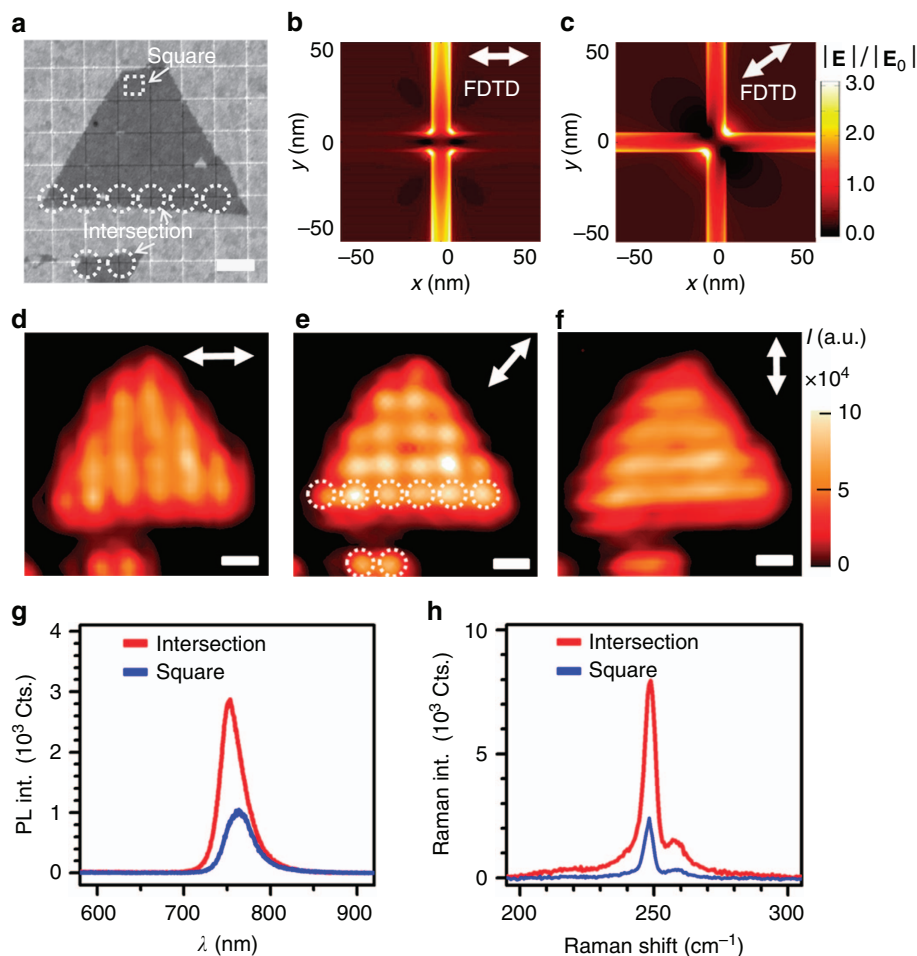 a
Square
Intersection
b
50
0
–50
y (nm)
–50
0
50
x (nm)
FDTD
c
50
0
–50
y (nm)
–50
0
50
x (nm)
FDTD
|E|/|E₀|
3.0
2.0
1.0
0.0
d
e
f
I (a.u.)
×10⁴
10
5
0
g
PL int. (10³ Cts.)
4
3
2
1
0
Intersection
Square
600
700
800
900
λ (nm)
h
Raman int. (10³ Cts.)
10
5
0
Intersection
Square
200
250
300
Raman shift (cm⁻¹)